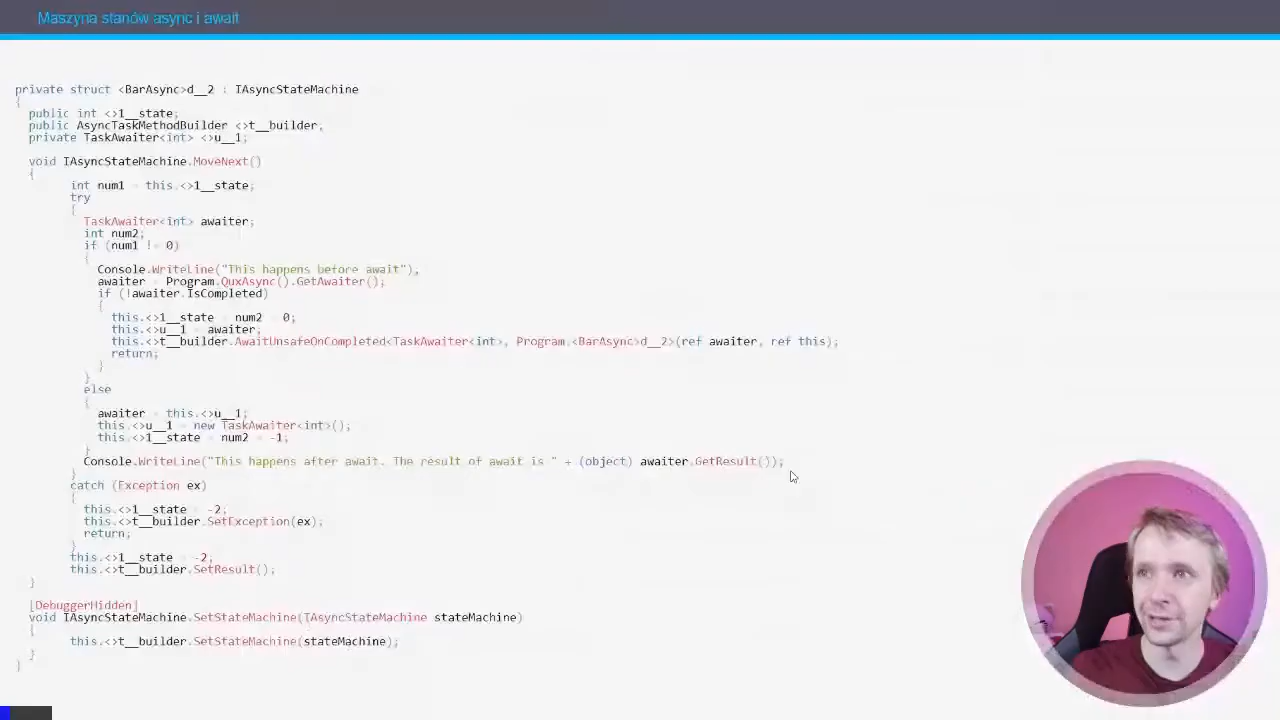 Maszyna stanów async i await
private struct <BarAsync>d__2 : IAsyncStateMachine
{
public int <>1__state;
public AsyncTaskMethodBuilder <>t__builder;
private TaskAwaiter<int> <>u__1;
void IAsyncStateMachine.MoveNext()
{
int num1 = this.<>1__state;
try
{
TaskAwaiter<int> awaiter;
int num2;
if (num1 != 0)
{
Console.WriteLine("This happens before await");
awaiter = Program.QuxAsync().GetAwaiter();
if (!awaiter.IsCompleted)
{
this.<>1__state = num2 = 0;
this.<>u__1 = awaiter;
this.<>t__builder.AwaitUnsafeOnCompleted<TaskAwaiter<int>, Program.<BarAsync>d__2>(ref awaiter, ref this);
return;
}
}
else
{
awaiter = this.<>u__1;
this.<>u__1 = new TaskAwaiter<int>();
this.<>1__state = num2 = -1;
}
Console.WriteLine("This happens after await. The result of await is " + (object) awaiter.GetResult());
}
catch (Exception ex)
{
this.<>1__state = -2;
this.<>t__builder.SetException(ex);
return;
}
this.<>1__state = -2;
this.<>t__builder.SetResult();
}
[DebuggerHidden]
void IAsyncStateMachine.SetStateMachine(IAsyncStateMachine stateMachine)
{
this.<>t__builder.SetStateMachine(stateMachine);
}
}